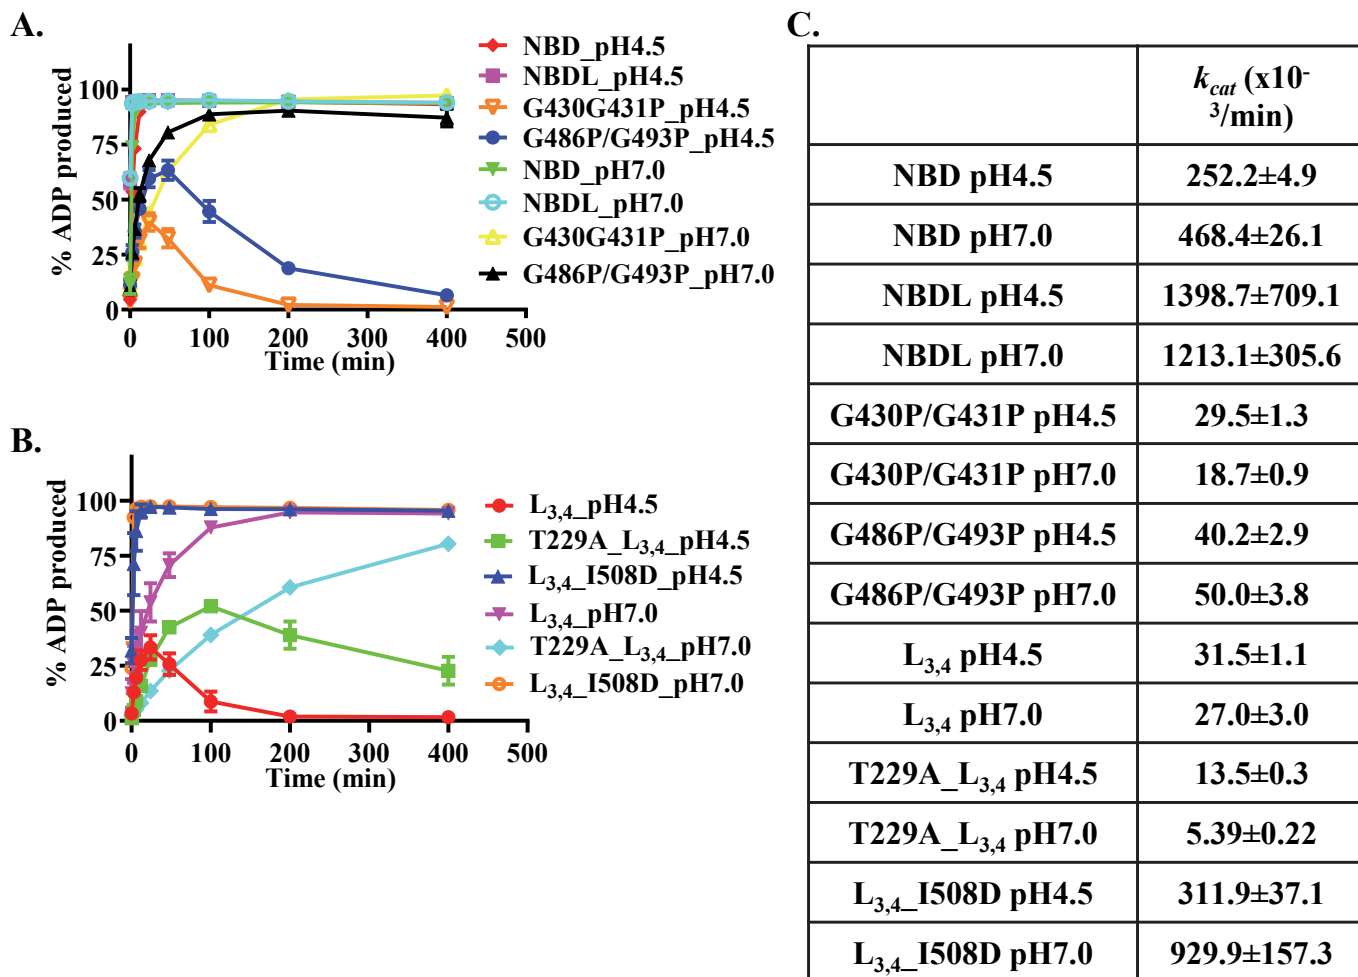 A.
% ADP produced
100
75
50
25
0
0 100 200 300 400 500
Time (min)
NBD_pH4.5
NBDL_pH4.5
G430G431P_pH4.5
G486P/G493P_pH4.5
NBD_pH7.0
NBDL_pH7.0
G430G431P_pH7.0
G486P/G493P_pH7.0
B.
% ADP produced
100
75
50
25
0
0 100 200 300 400 500
Time (min)
L3,4_pH4.5
T229A_L3,4_pH4.5
L3,4_I508D_pH4.5
L3,4_pH7.0
T229A_L3,4_pH7.0
L3,4_I508D_pH7.0
C.
kcat (x10-
3/min)
NBD pH4.5 252.2±4.9
NBD pH7.0 468.4±26.1
NBDL pH4.5 1398.7±709.1
NBDL pH7.0 1213.1±305.6
G430P/G431P pH4.5 29.5±1.3
G430P/G431P pH7.0 18.7±0.9
G486P/G493P pH4.5 40.2±2.9
G486P/G493P pH7.0 50.0±3.8
L3,4 pH4.5 31.5±1.1
L3,4 pH7.0 27.0±3.0
T229A_L3,4 pH4.5 13.5±0.3
T229A_L3,4 pH7.0 5.39±0.22
L3,4_I508D pH4.5 311.9±37.1
L3,4_I508D pH7.0 929.9±157.3